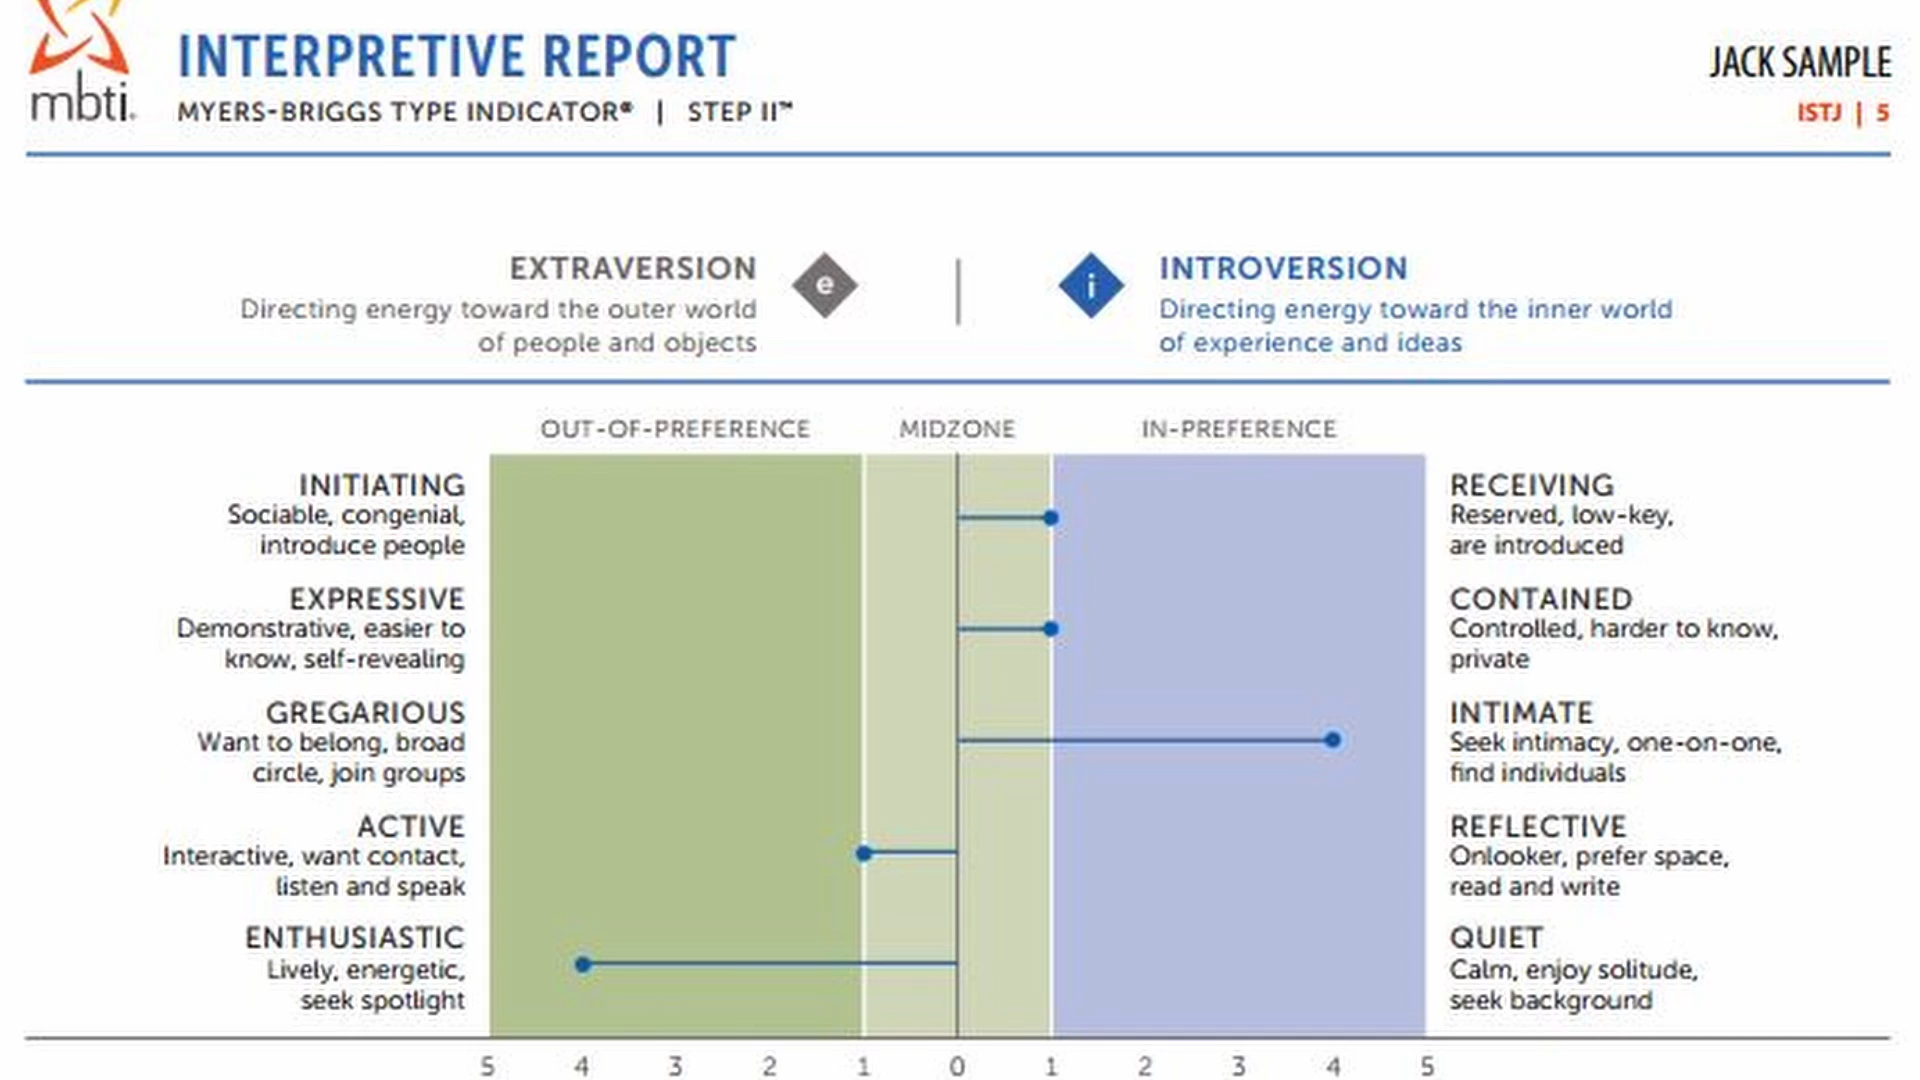 INTERPRETIVE REPORT
JACK SAMPLE
mbti.
MYERS-BRIGGS TYPE INDICATOR® | STEP II™
ISTJ | 5
EXTRAVERSION
Directing energy toward the outer world
of people and objects
e
i
INTROVERSION
Directing energy toward the inner world
of experience and ideas
OUT-OF-PREFERENCE
MIDZONE
IN-PREFERENCE
INITIATING
Sociable, congenial,
introduce people
RECEIVING
Reserved, low-key,
are introduced
EXPRESSIVE
Demonstrative, easier to
know, self-revealing
CONTAINED
Controlled, harder to know,
private
GREGARIOUS
Want to belong, broad
circle, join groups
INTIMATE
Seek intimacy, one-on-one,
find individuals
ACTIVE
Interactive, want contact,
listen and speak
REFLECTIVE
Onlooker, prefer space,
read and write
ENTHUSIASTIC
Lively, energetic,
seek spotlight
QUIET
Calm, enjoy solitude,
seek background
5 4 3 2 1 0 1 2 3 4 5